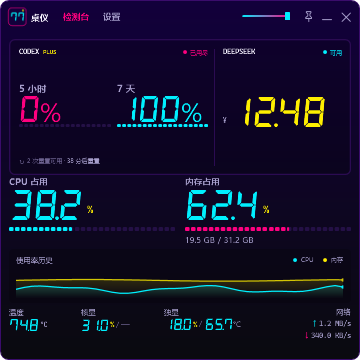 桌仪 检测台 设置
CODEX PLUS
已用尽
DEEPSEEK
可用
5 小时
0%
7 天
100%
¥ 12.48
2 次重置可用 · 38 分后重置
CPU 占用
38.2 %
内存占用
62.4 %
19.5 GB / 31.2 GB
使用率历史
CPU
内存
温度
74.8 °C
核显
31.0 % / —
独显
18.0 % / 65.7 °C
网络
↑ 1.2 MB/s
↓ 340.0 KB/s